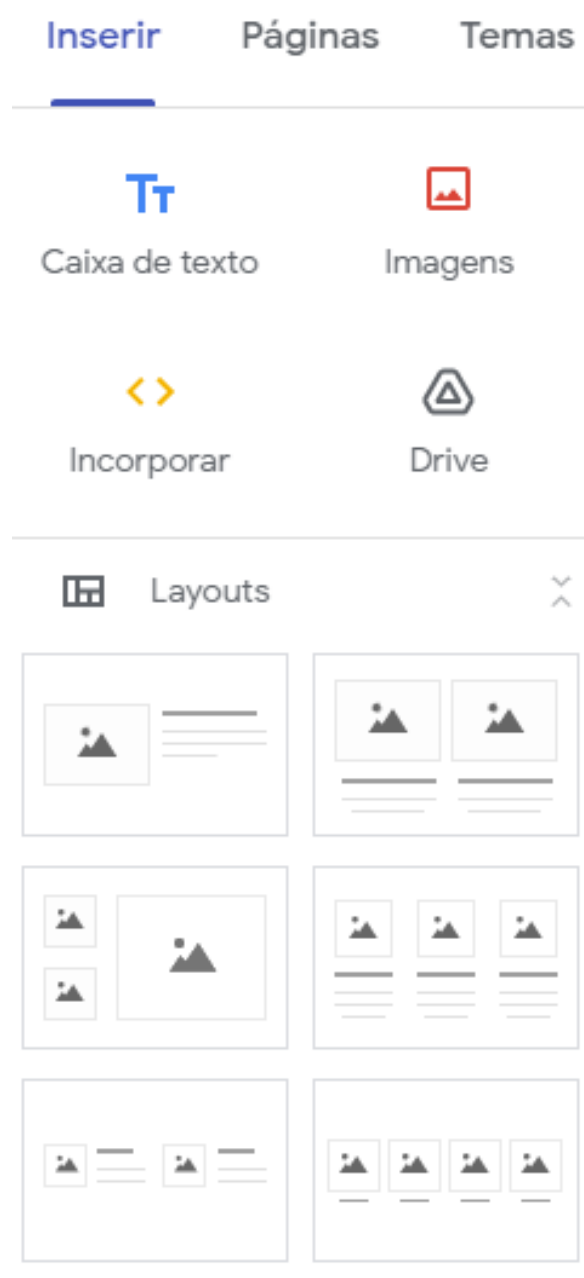 Inserir Páginas Temas
Caixa de texto Imagens
Incorporar Drive
Layouts